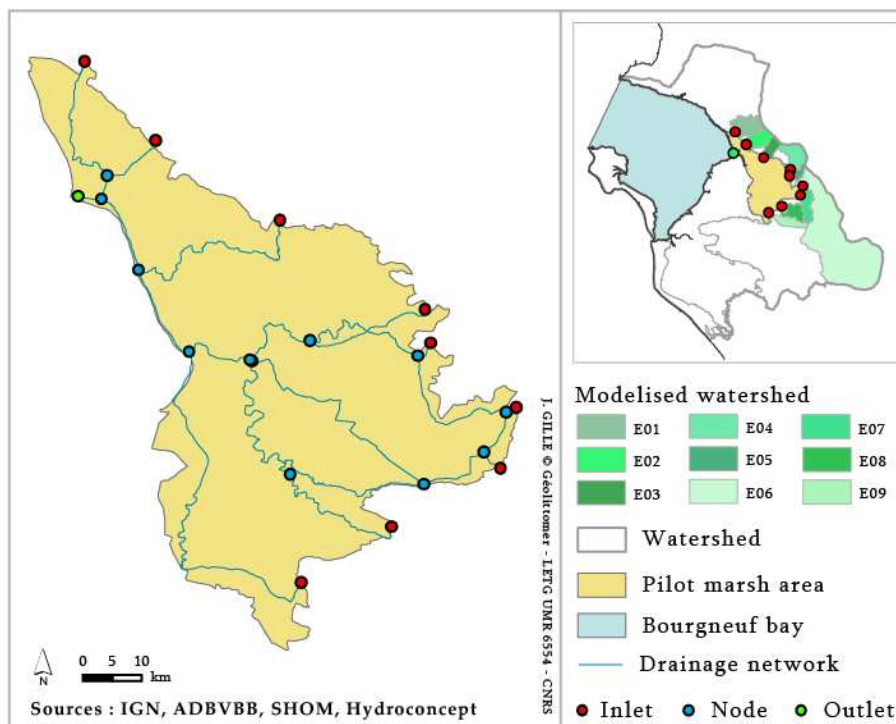 N
0 5 10
km
Sources : IGN, ADBVBB, SHOM, Hydroconcept
J. GILLE © Géolittomer - LETG UMR 6554 - CNRS
Modelised watershed
E01 E04 E07
E02 E05 E08
E03 E06 E09
Watershed
Pilot marsh area
Bourgneuf bay
Drainage network
Inlet Node Outlet